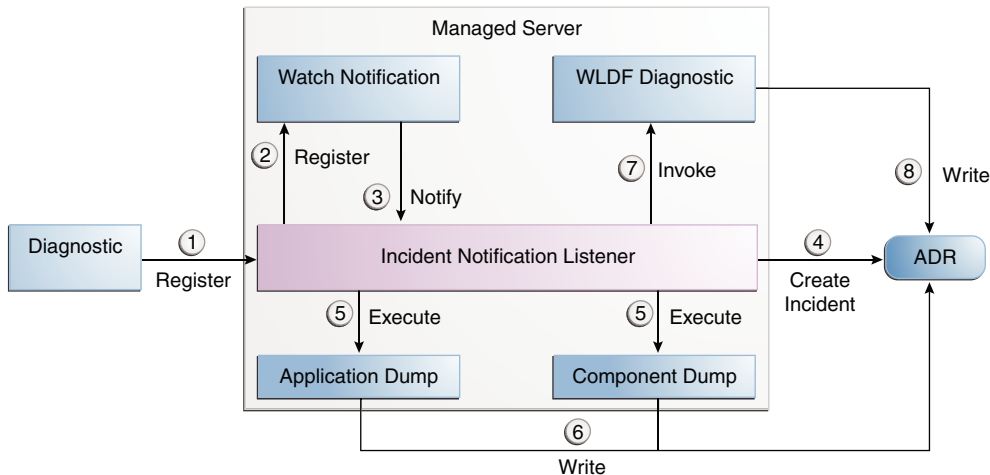 Managed Server
Watch Notification
WLDF Diagnostic
2
Register
3
Notify
7
Invoke
8
Write
Diagnostic
1
Register
Incident Notification Listener
4
Create
Incident
ADR
5
Execute
5
Execute
Application Dump
Component Dump
6
Write